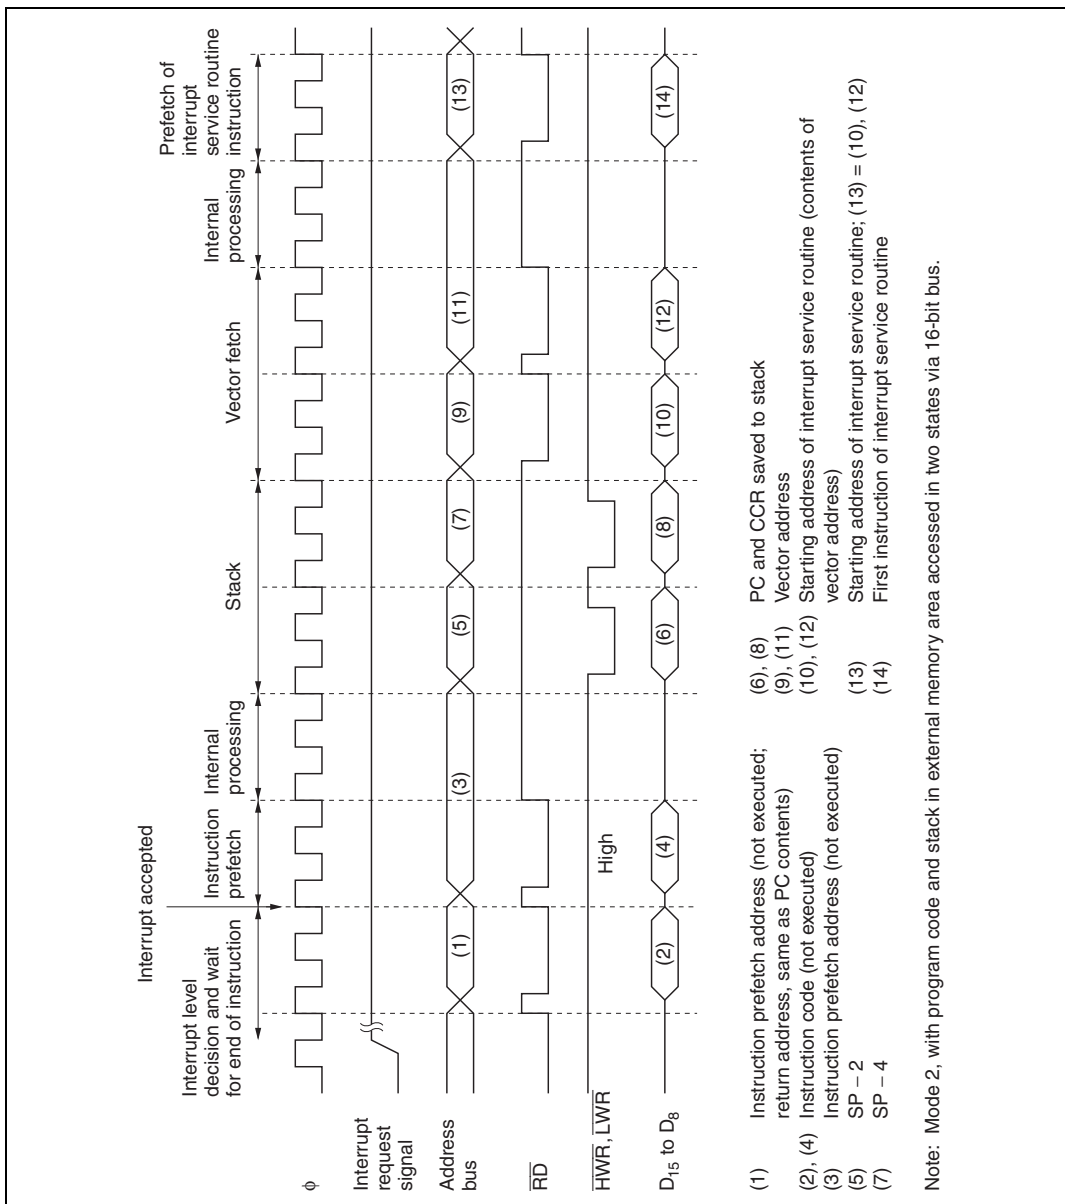 Interrupt accepted
Interrupt level
decision and wait
for end of instruction
Instruction
prefetch
Internal
processing
Stack
Vector fetch
Internal
processing
Prefetch of
interrupt
service routine
instruction
φ
Interrupt
request
signal
Address
bus
(1)
(3)
(5)
(7)
(9)
(11)
(13)
RD
HWR, LWR
High
D15 to D8
(2)
(4)
(6)
(8)
(10)
(12)
(14)
(1) Instruction prefetch address (not executed;
return address, same as PC contents)
(2), (4) Instruction code (not executed)
(3) Instruction prefetch address (not executed)
(5) SP – 2
(7) SP – 4
(6), (8) PC and CCR saved to stack
(9), (11) Vector address
(10), (12) Starting address of interrupt service routine (contents of
vector address)
(13) Starting address of interrupt service routine; (13) = (10), (12)
(14) First instruction of interrupt service routine
Note: Mode 2, with program code and stack in external memory area accessed in two states via 16-bit bus.